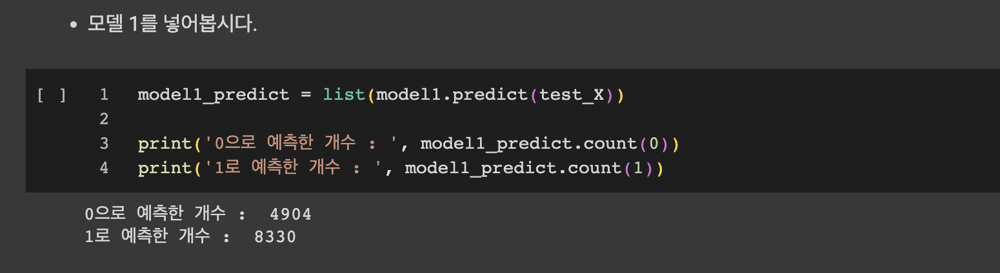 • 모델 1를 넣어봅시다.
[ ] 1 model1_predict = list(model1.predict(test_X))
2
3 print('0으로 예측한 개수 : ', model1_predict.count(0))
4 print('1로 예측한 개수 : ', model1_predict.count(1))
0으로 예측한 개수 :  4904
1로 예측한 개수 :  8330